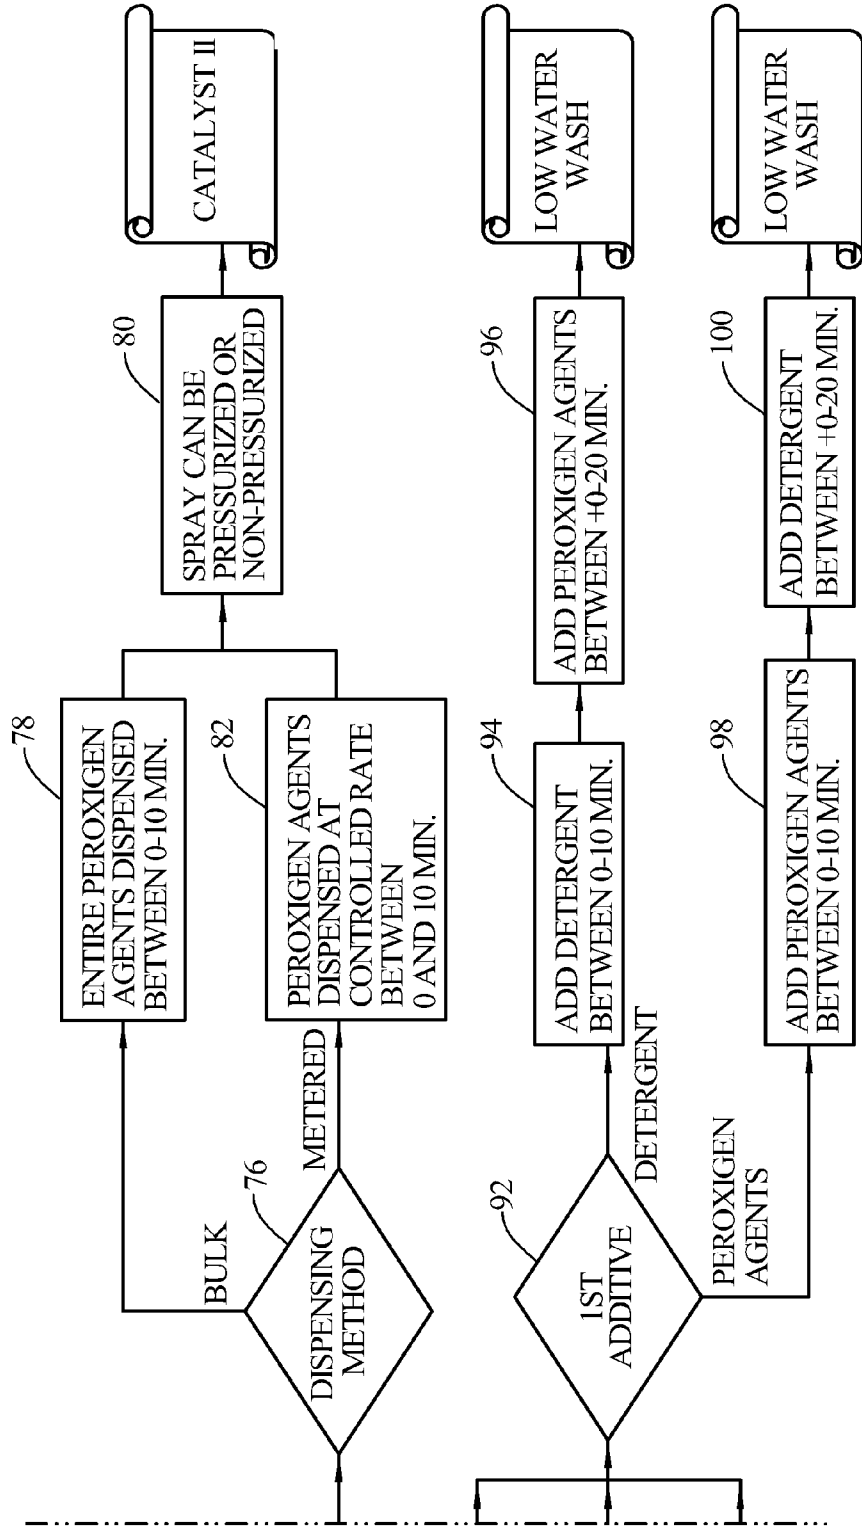 DISPENSING
METHOD
76
BULK
METERED
ENTIRE PEROXIGEN
AGENTS DISPENSED
BETWEEN 0-10 MIN.
78
PEROXIGEN AGENTS
DISPENSED AT
CONTROLLED RATE
BETWEEN
0 AND 10 MIN.
82
SPRAY CAN BE
PRESSURIZED OR
NON-PRESSURIZED
80
CATALYST II
1ST
ADDITIVE
92
DETERGENT
PEROXIGEN
AGENTS
ADD DETERGENT
BETWEEN 0-10 MIN.
94
ADD PEROXIGEN AGENTS
BETWEEN +0-20 MIN.
96
LOW WATER
WASH
ADD PEROXIGEN AGENTS
BETWEEN 0-10 MIN.
98
ADD DETERGENT
BETWEEN +0-20 MIN.
100
LOW WATER
WASH